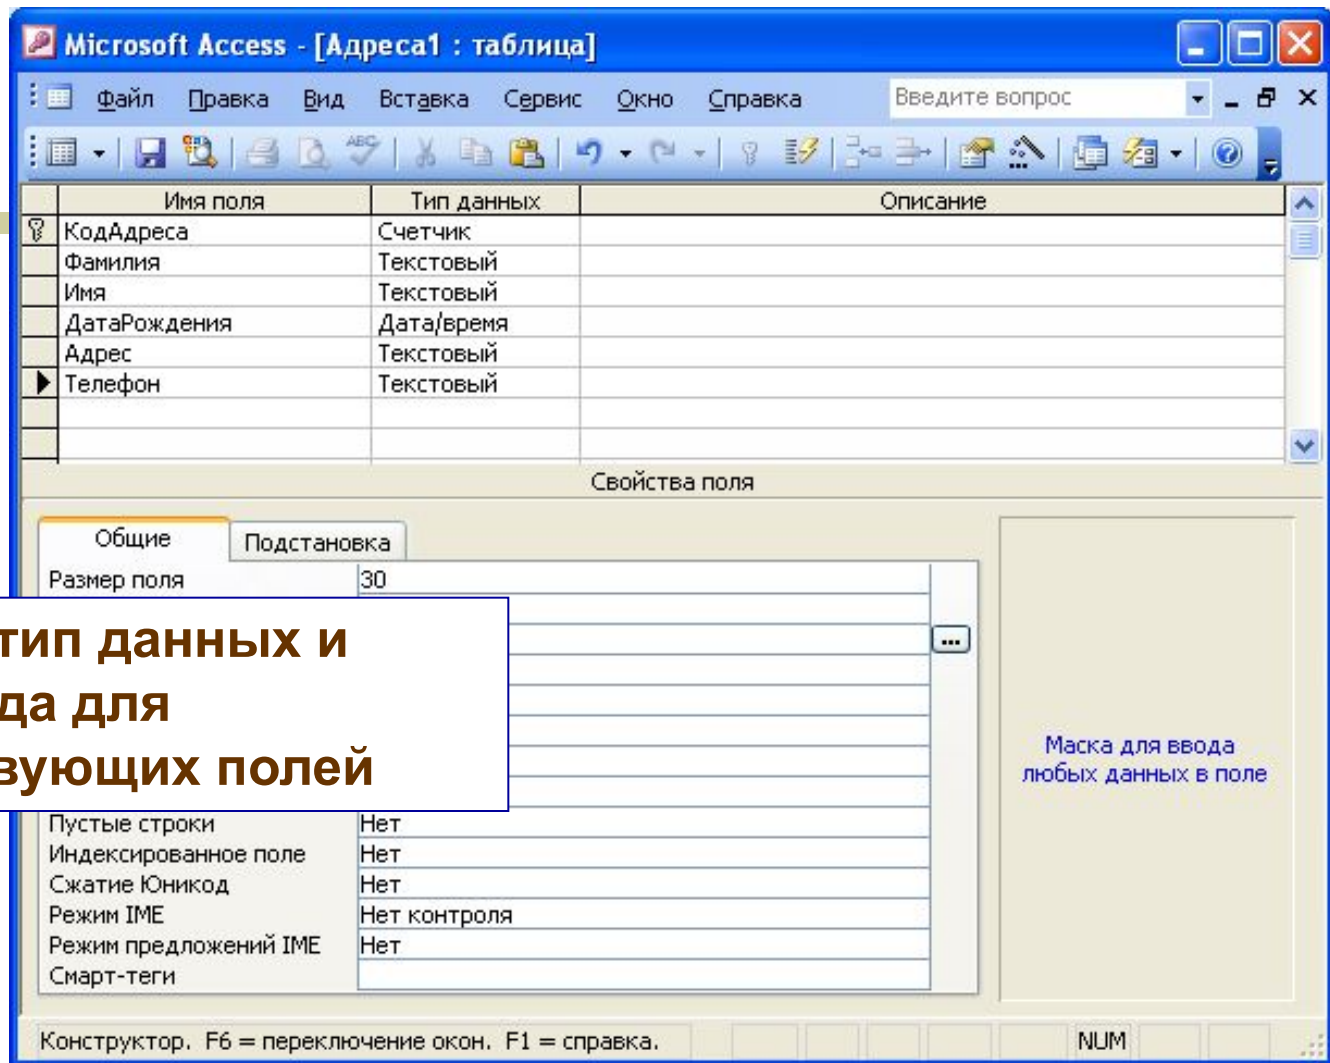 Microsoft Access - [Адреса1 : таблица]
Файл Правка Вид Вставка Сервис Окно Справка Введите вопрос
ABC
Имя поля Тип данных Описание
КодАдреса Счетчик
Фамилия Текстовый
Имя Текстовый
ДатаРождения Дата/время
Адрес Текстовый
Телефон Текстовый
Свойства поля
Общие Подстановка
Размер поля 30
тип данных и
да для
вующих полей
Маска для ввода
любых данных в поле
Пустые строки Нет
Индексированное поле Нет
Сжатие Юникод Нет
Режим IME Нет контроля
Режим предложений IME Нет
Смарт-теги
Конструктор. F6 = переключение окон. F1 = справка. NUM